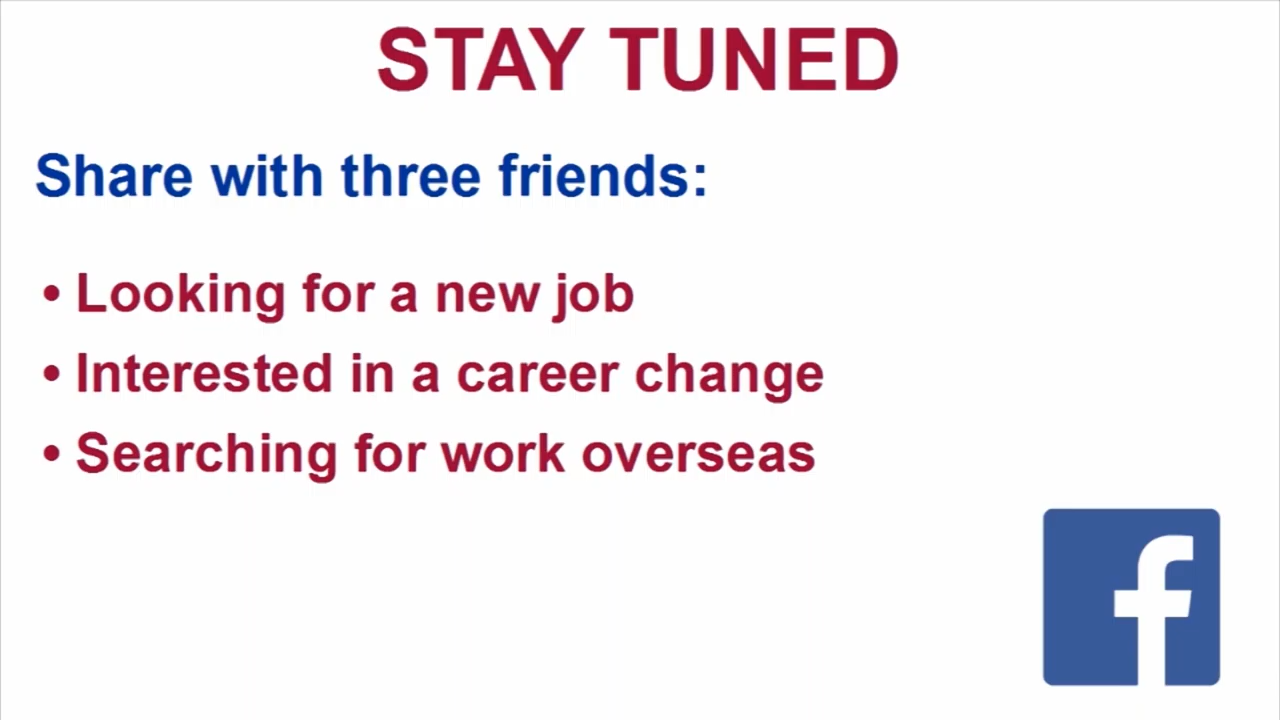 STAY TUNED
Share with three friends:
• Looking for a new job
• Interested in a career change
• Searching for work overseas
f